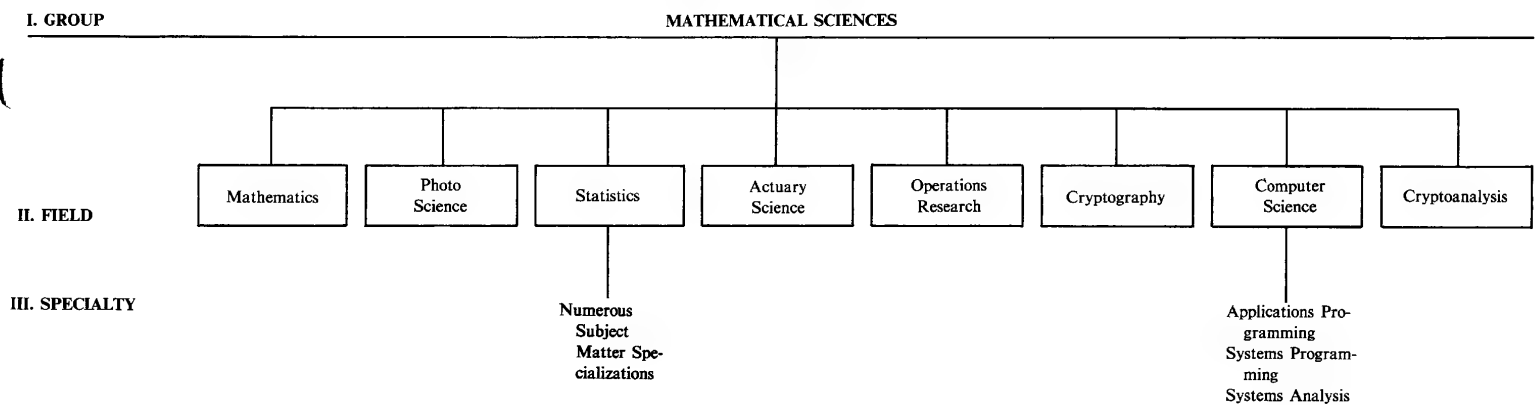 I. GROUP
MATHEMATICAL SCIENCES
II. FIELD
Mathematics
Photo
Science
Statistics
Actuary
Science
Operations
Research
Cryptography
Computer
Science
Cryptoanalysis
III. SPECIALTY
Numerous
Subject
Matter Spe-
cializations
Applications Pro-
gramming
Systems Program-
ming
Systems Analysis